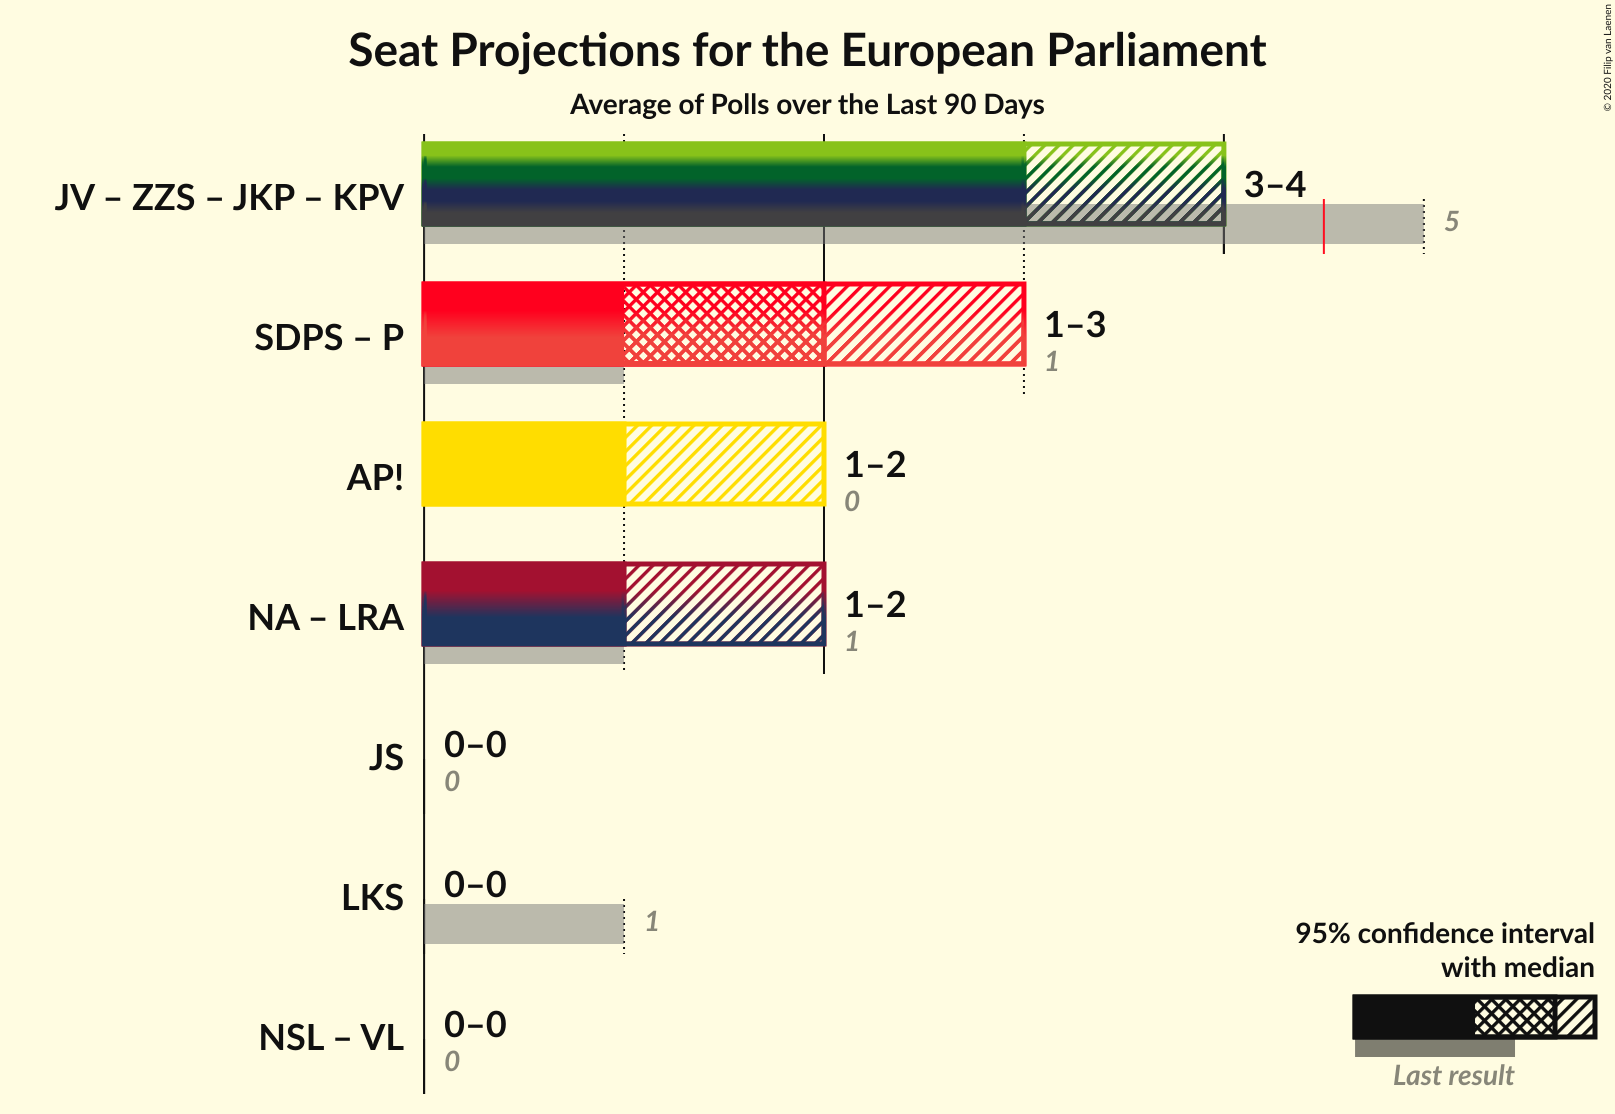 Seat Projections for the European Parliament
Average of Polls over the Last 90 Days
© 2020 Filip van Laenen
JV – ZZS – JKP – KPV
3–4
5
SDPS – P
1–3
1
AP!
1–2
0
NA – LRA
1–2
1
JS
0–0
0
LKS
0–0
1
NSL – VL
0–0
0
95% confidence interval
with median
Last result